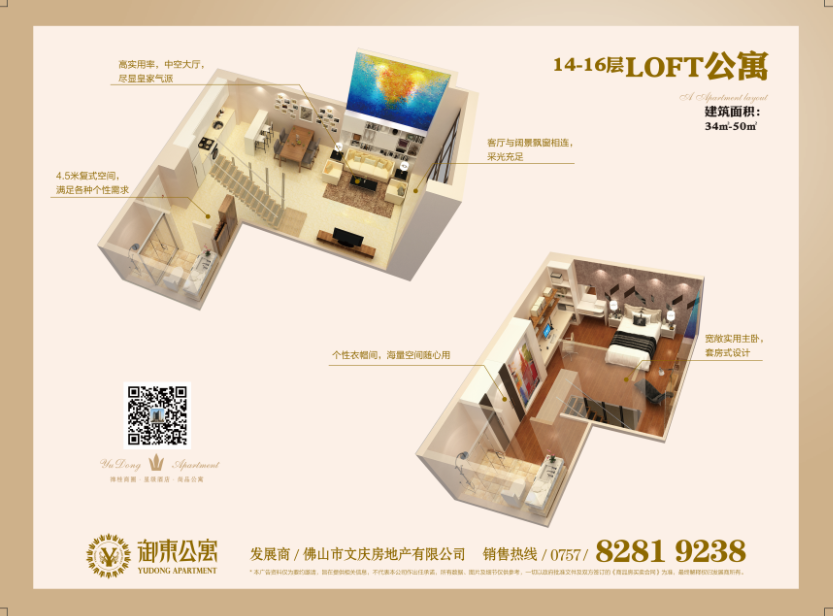 14-16层LOFT公寓
A Apartment layout
建筑面积：
34㎡-50㎡
高实用率，中空大厅，
尽显皇家气派
客厅与阔景飘窗相连，
采光充足
4.5米复式空间，
满足各种个性需求
个性衣帽间，海量空间随心用
宽敞实用主卧，
套房式设计
YuDong Apartment
御東公寓
YUDONG APARTMENT
发展商 / 佛山市文庆房地产有限公司 销售热线 / 0757 / 8281 9238